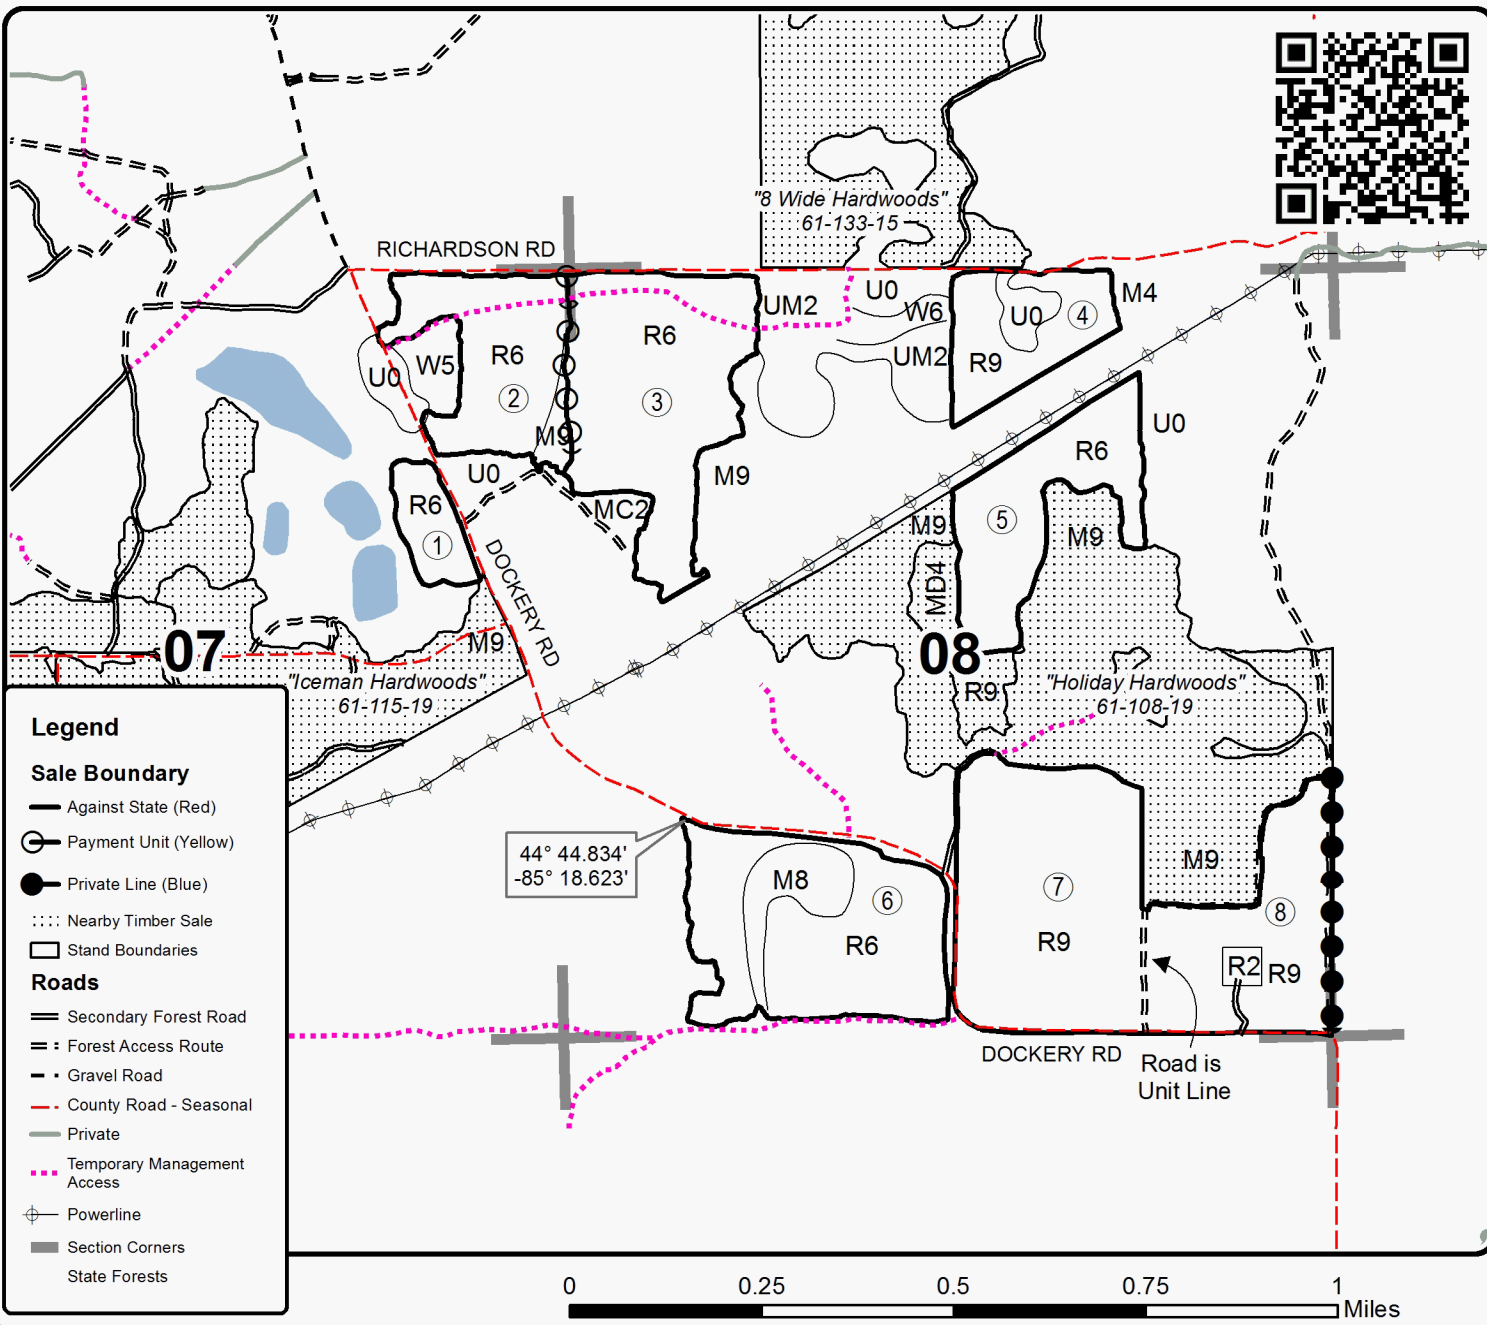 "8 Wide Hardwoods"
61-133-15
RICHARDSON RD
UM2
U0
W6
UM2
U0
4
M4
R9
R6
3
R6
2
W5
U0
M9
U0
MC2
M9
R6
1
DOCKERY RD
U0
R6
5
M9
M9
MD4
07
08
M9
"Iceman Hardwoods"
61-115-19
R9
"Holiday Hardwoods"
61-108-19
44° 44.834'
-85° 18.623'
M8
6
R6
7
R9
M9
8
R2
R9
DOCKERY RD
Road is
Unit Line
Legend
Sale Boundary
Against State (Red)
Payment Unit (Yellow)
Private Line (Blue)
Nearby Timber Sale
Stand Boundaries
Roads
Secondary Forest Road
Forest Access Route
Gravel Road
County Road - Seasonal
Private
Temporary Management
Access
Powerline
Section Corners
State Forests
0 0.25 0.5 0.75 1
Miles